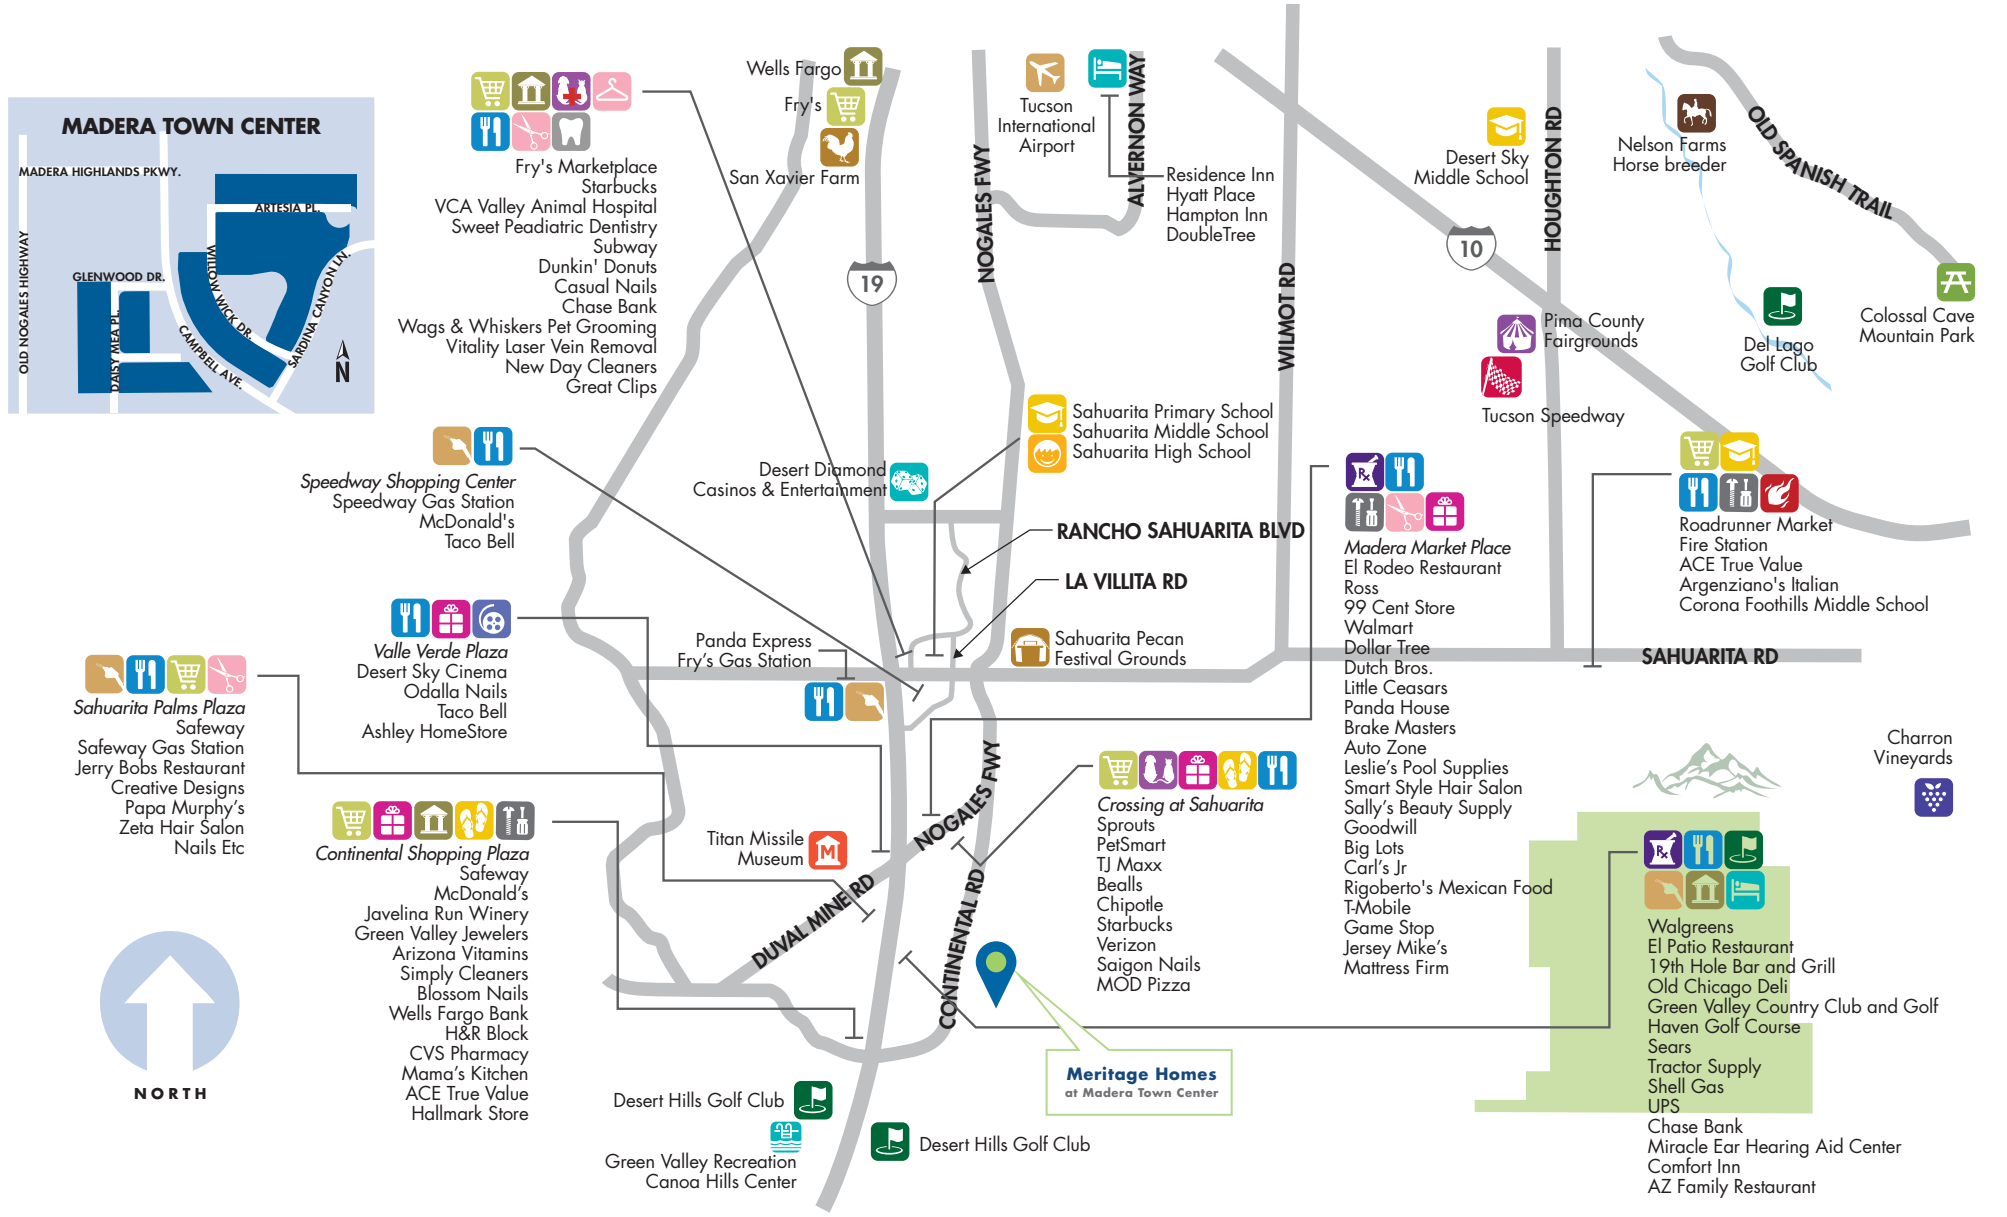 MADERA TOWN CENTER
MADERA HIGHLANDS PKWY.
ARTESIA PL.
OLD NOGALES HIGHWAY
GLENWOOD DR.
DAISY MEA PL.
WILLOW WICK DR.
CAMPBELL AVE.
SARDINA CANYON LN.
N
Fry's Marketplace
Starbucks
VCA Valley Animal Hospital
Sweet Peadiatric Dentistry
Subway
Dunkin' Donuts
Casual Nails
Chase Bank
Wags & Whiskers Pet Grooming
Vitality Laser Vein Removal
New Day Cleaners
Great Clips
Wells Fargo
Fry's
San Xavier Farm
19
NOGALES FWY
Tucson
International
Airport
ALVERNON WAY
Residence Inn
Hyatt Place
Hampton Inn
DoubleTree
WILMOT RD
10
Desert Sky
Middle School
HOUGHTON RD
Nelson Farms
Horse breeder
OLD SPANISH TRAIL
Colossal Cave
Mountain Park
Del Lago
Golf Club
Pima County
Fairgrounds
Tucson Speedway
Sahuarita Primary School
Sahuarita Middle School
Sahuarita High School
Desert Diamond
Casinos & Entertainment
Speedway Shopping Center
Speedway Gas Station
McDonald's
Taco Bell
RANCHO SAHUARITA BLVD
LA VILLITA RD
Sahuarita Pecan
Festival Grounds
Panda Express
Fry's Gas Station
Valle Verde Plaza
Desert Sky Cinema
Odalla Nails
Taco Bell
Ashley HomeStore
Sahuarita Palms Plaza
Safeway
Safeway Gas Station
Jerry Bobs Restaurant
Creative Designs
Papa Murphy's
Zeta Hair Salon
Nails Etc
Rx
Madera Market Place
El Rodeo Restaurant
Ross
99 Cent Store
Walmart
Dollar Tree
Dutch Bros.
Little Ceasars
Panda House
Brake Masters
Auto Zone
Leslie's Pool Supplies
Smart Style Hair Salon
Sally's Beauty Supply
Goodwill
Big Lots
Carl's Jr
Rigoberto's Mexican Food
T-Mobile
Game Stop
Jersey Mike's
Mattress Firm
Roadrunner Market
Fire Station
ACE True Value
Argenziano's Italian
Corona Foothills Middle School
SAHUARITA RD
Charron
Vineyards
Continental Shopping Plaza
Safeway
McDonald's
Javelina Run Winery
Green Valley Jewelers
Arizona Vitamins
Simply Cleaners
Blossom Nails
Wells Fargo Bank
H&R Block
CVS Pharmacy
Mama's Kitchen
ACE True Value
Hallmark Store
Titan Missile
Museum
M
NOGALES FWY
DUVAL MINE RD
CONTINENTAL RD
Crossing at Sahuarita
Sprouts
PetSmart
TJ Maxx
Bealls
Chipotle
Starbucks
Verizon
Saigon Nails
MOD Pizza
Rx
Walgreens
El Patio Restaurant
19th Hole Bar and Grill
Old Chicago Deli
Green Valley Country Club and Golf
Haven Golf Course
Sears
Tractor Supply
Shell Gas
UPS
Chase Bank
Miracle Ear Hearing Aid Center
Comfort Inn
AZ Family Restaurant
Meritage Homes
at Madera Town Center
NORTH
Desert Hills Golf Club
Green Valley Recreation
Canoa Hills Center
Desert Hills Golf Club